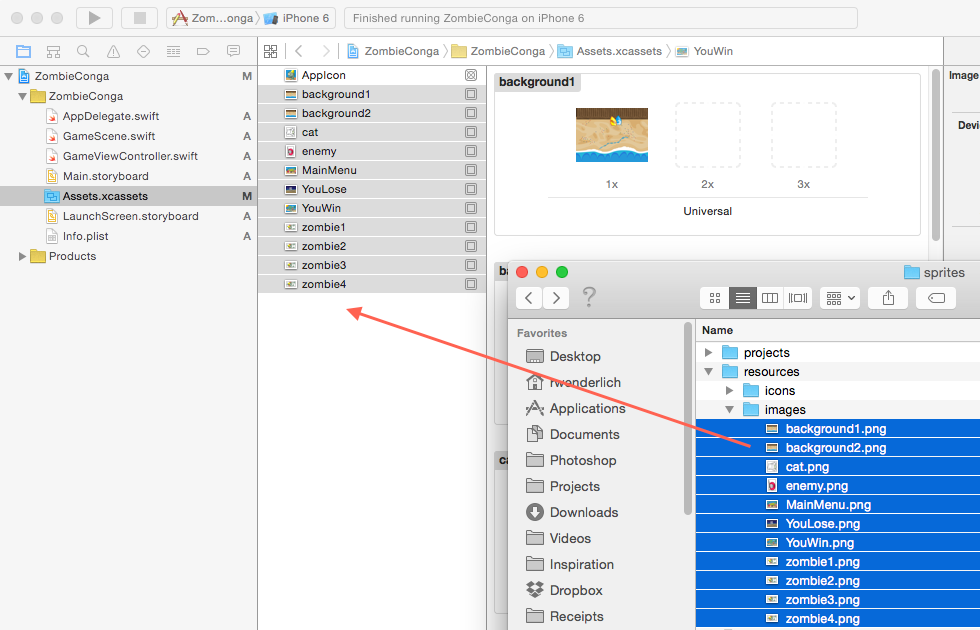 Zom...onga iPhone 6
Finished running ZombieConga on iPhone 6
ZombieConga ZombieConga Assets.xcassets YouWin
ZombieConga M
ZombieConga
AppDelegate.swift A
GameScene.swift A
GameViewController.swift A
Main.storyboard A
Assets.xcassets M
LaunchScreen.storyboard A
Info.plist A
Products
AppIcon
background1
background2
cat
enemy
MainMenu
YouLose
YouWin
zombie1
zombie2
zombie3
zombie4
background1
1x 2x 3x
Universal
Image
Devi
ba
ca
sprites
?
Favorites
Desktop
rwenderlich
Applications
Documents
Photoshop
Projects
Downloads
Videos
Inspiration
Dropbox
Receipts
Name
projects
resources
icons
images
background1.png
background2.png
cat.png
enemy.png
MainMenu.png
YouLose.png
YouWin.png
zombie1.png
zombie2.png
zombie3.png
zombie4.png